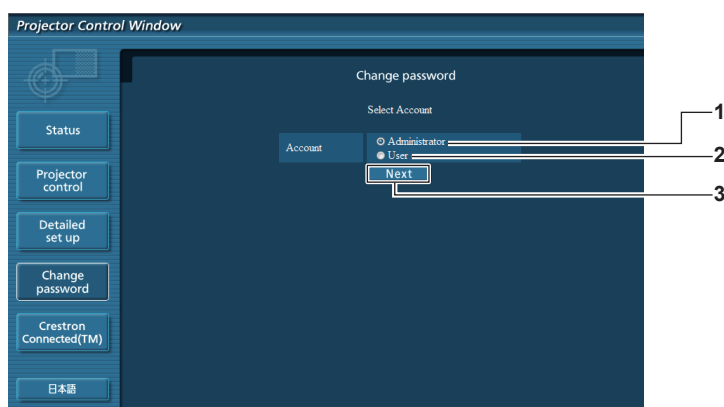 Projector Control Window
Change password
Select Account
Account
Administrator
User
Next
1
2
3
Status
Projector
control
Detailed
set up
Change
password
Crestron
Connected(TM)
日本語